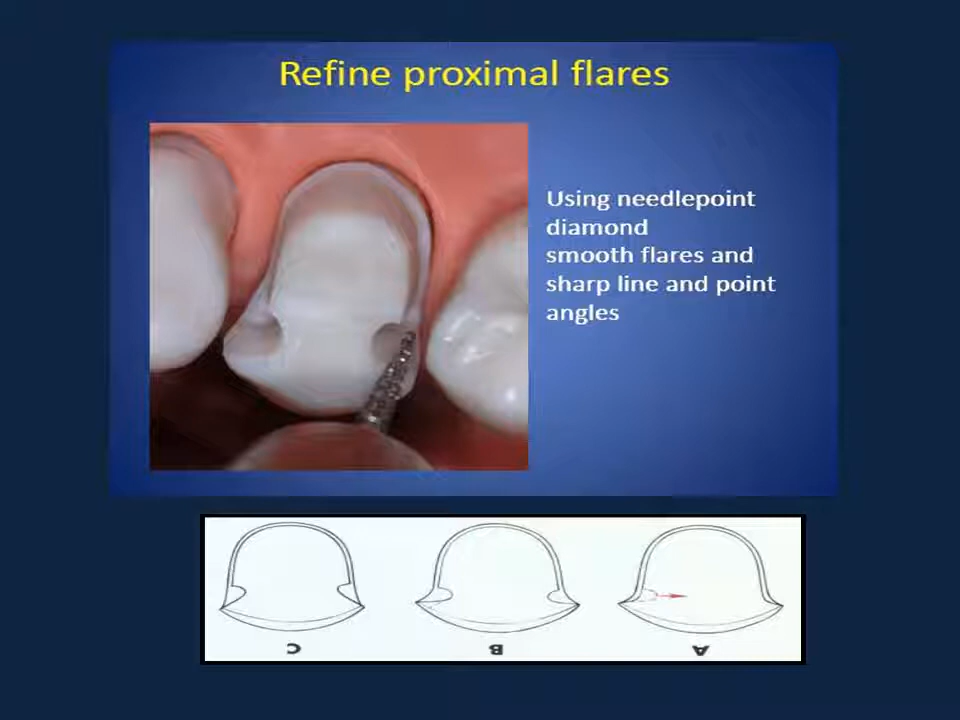 Refine proximal flares
Using needlepoint
diamond
smooth flares and
sharp line and point
angles
C B A